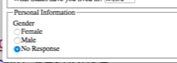 Personal Information
Gender
Female
Male
No Response